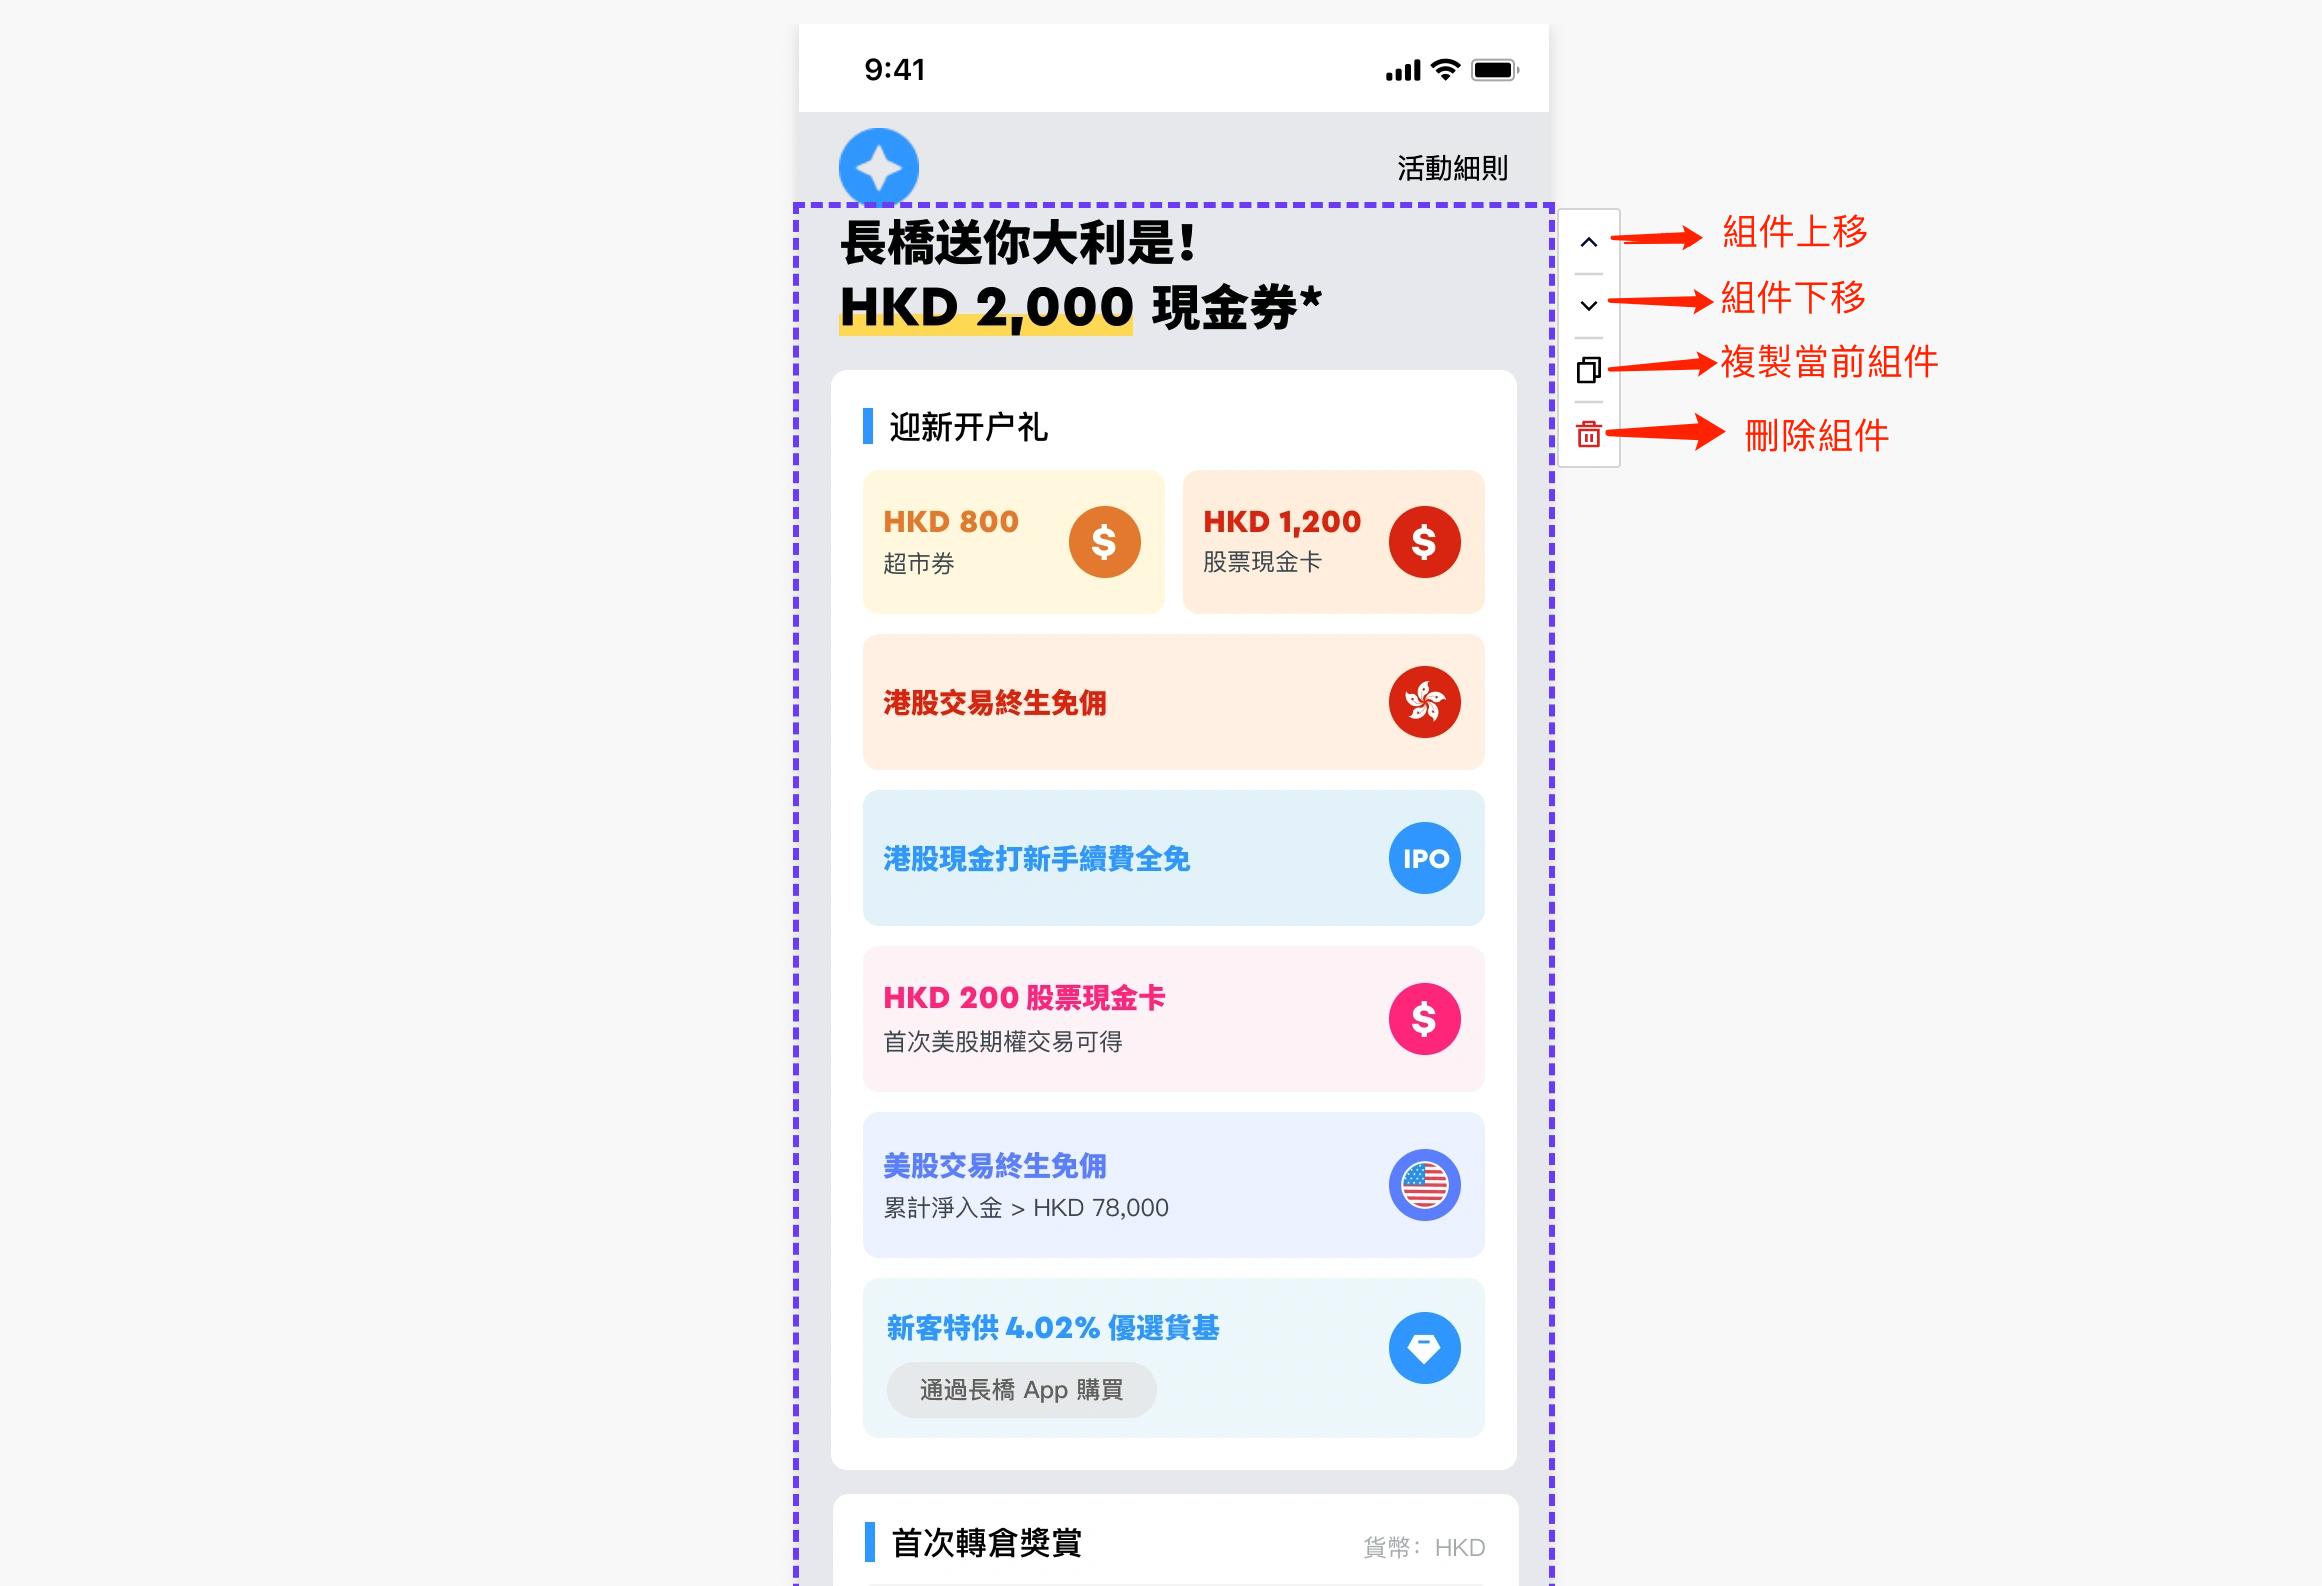 9:41
活動細則
長橋送你大利是!
HKD 2,000 現金券*
組件上移
組件下移
複製當前組件
刪除組件
迎新开户礼
HKD 800
超市券
$
HKD 1,200
股票現金卡
$
港股交易終生免佣
港股現金打新手續費全免
IPO
HKD 200 股票現金卡
首次美股期權交易可得
$
美股交易終生免佣
累計淨入金 > HKD 78,000
新客特供 4.02% 優選貨基
通過長橋 App 購買
首次轉倉獎賞
貨幣：HKD